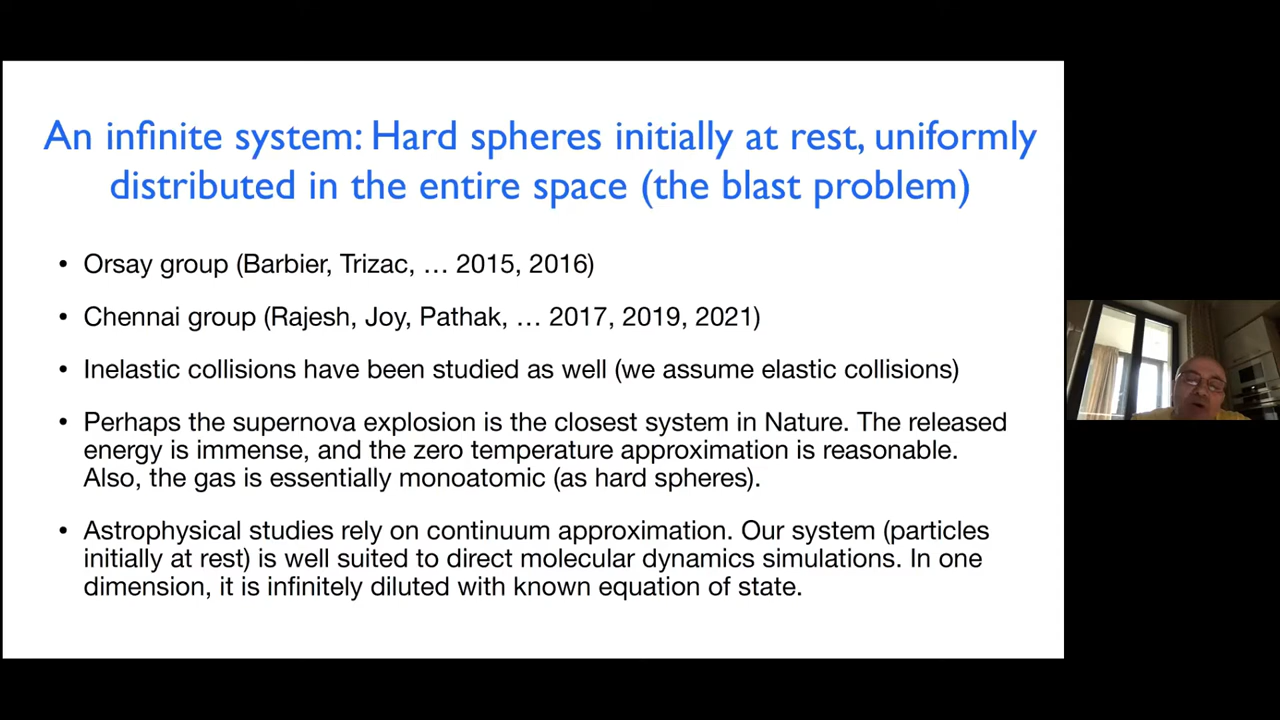 An infinite system: Hard spheres initially at rest, uniformly
distributed in the entire space (the blast problem)
• Orsay group (Barbier, Trizac, … 2015, 2016)
• Chennai group (Rajesh, Joy, Pathak, … 2017, 2019, 2021)
• Inelastic collisions have been studied as well (we assume elastic collisions)
• Perhaps the supernova explosion is the closest system in Nature. The released
energy is immense, and the zero temperature approximation is reasonable.
Also, the gas is essentially monoatomic (as hard spheres).
• Astrophysical studies rely on continuum approximation. Our system (particles
initially at rest) is well suited to direct molecular dynamics simulations. In one
dimension, it is infinitely diluted with known equation of state.